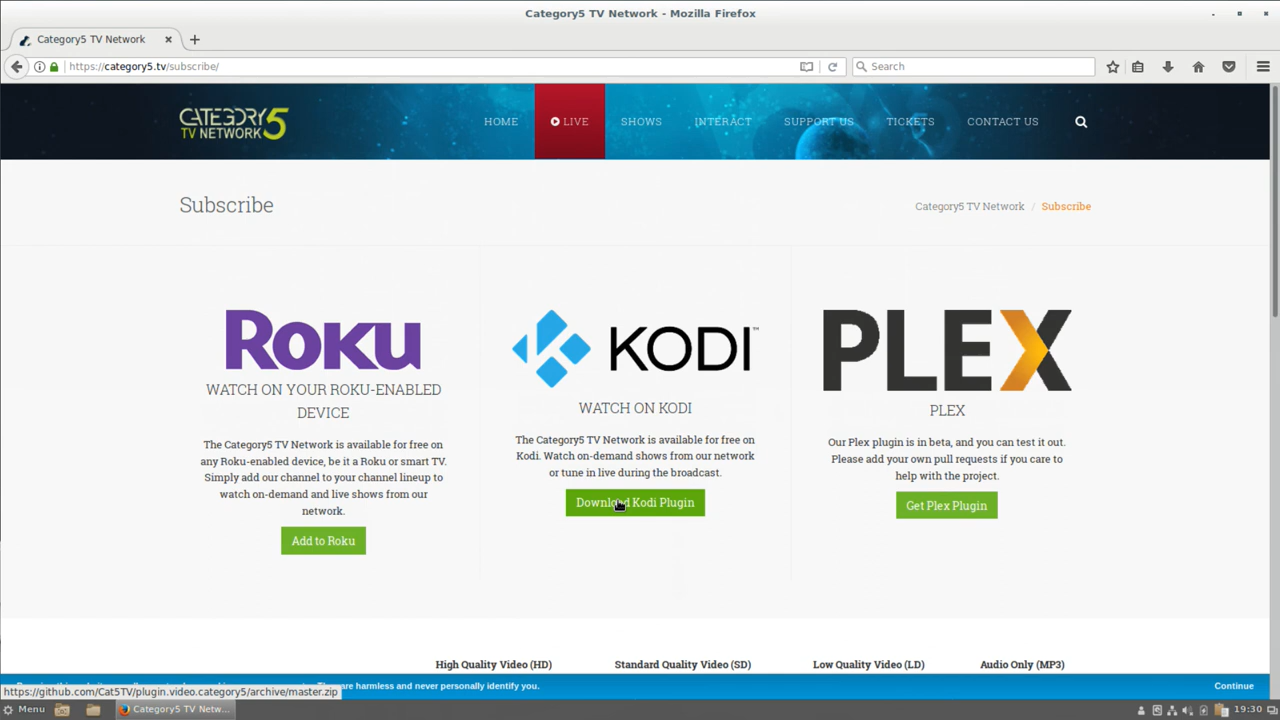 Category5 TV Network - Mozilla Firefox
Category5 TV Network
https://category5.tv/subscribe/
Search
CATEGORY5
TV NETWORK
HOME
LIVE
SHOWS
INTERACT
SUPPORT US
TICKETS
CONTACT US
Subscribe
Category5 TV Network / Subscribe
ROKU
WATCH ON YOUR ROKU-ENABLED
DEVICE
The Category5 TV Network is available for free on
any Roku-enabled device, be it a Roku or smart TV.
Simply add our channel to your channel lineup to
watch on-demand and live shows from our
network.
Add to Roku
KODI™
WATCH ON KODI
The Category5 TV Network is available for free on
Kodi. Watch on-demand shows from our network
or tune in live during the broadcast.
Download Kodi Plugin
PLEX
PLEX
Our Plex plugin is in beta, and you can test it out.
Please add your own pull requests if you care to
help with the project.
Get Plex Plugin
High Quality Video (HD)
Standard Quality Video (SD)
Low Quality Video (LD)
Audio Only (MP3)
are harmless and never personally identify you.
Continue
https://github.com/Cat5TV/plugin.video.category5/archive/master.zip
Menu
Category5 TV Netw...
19:30